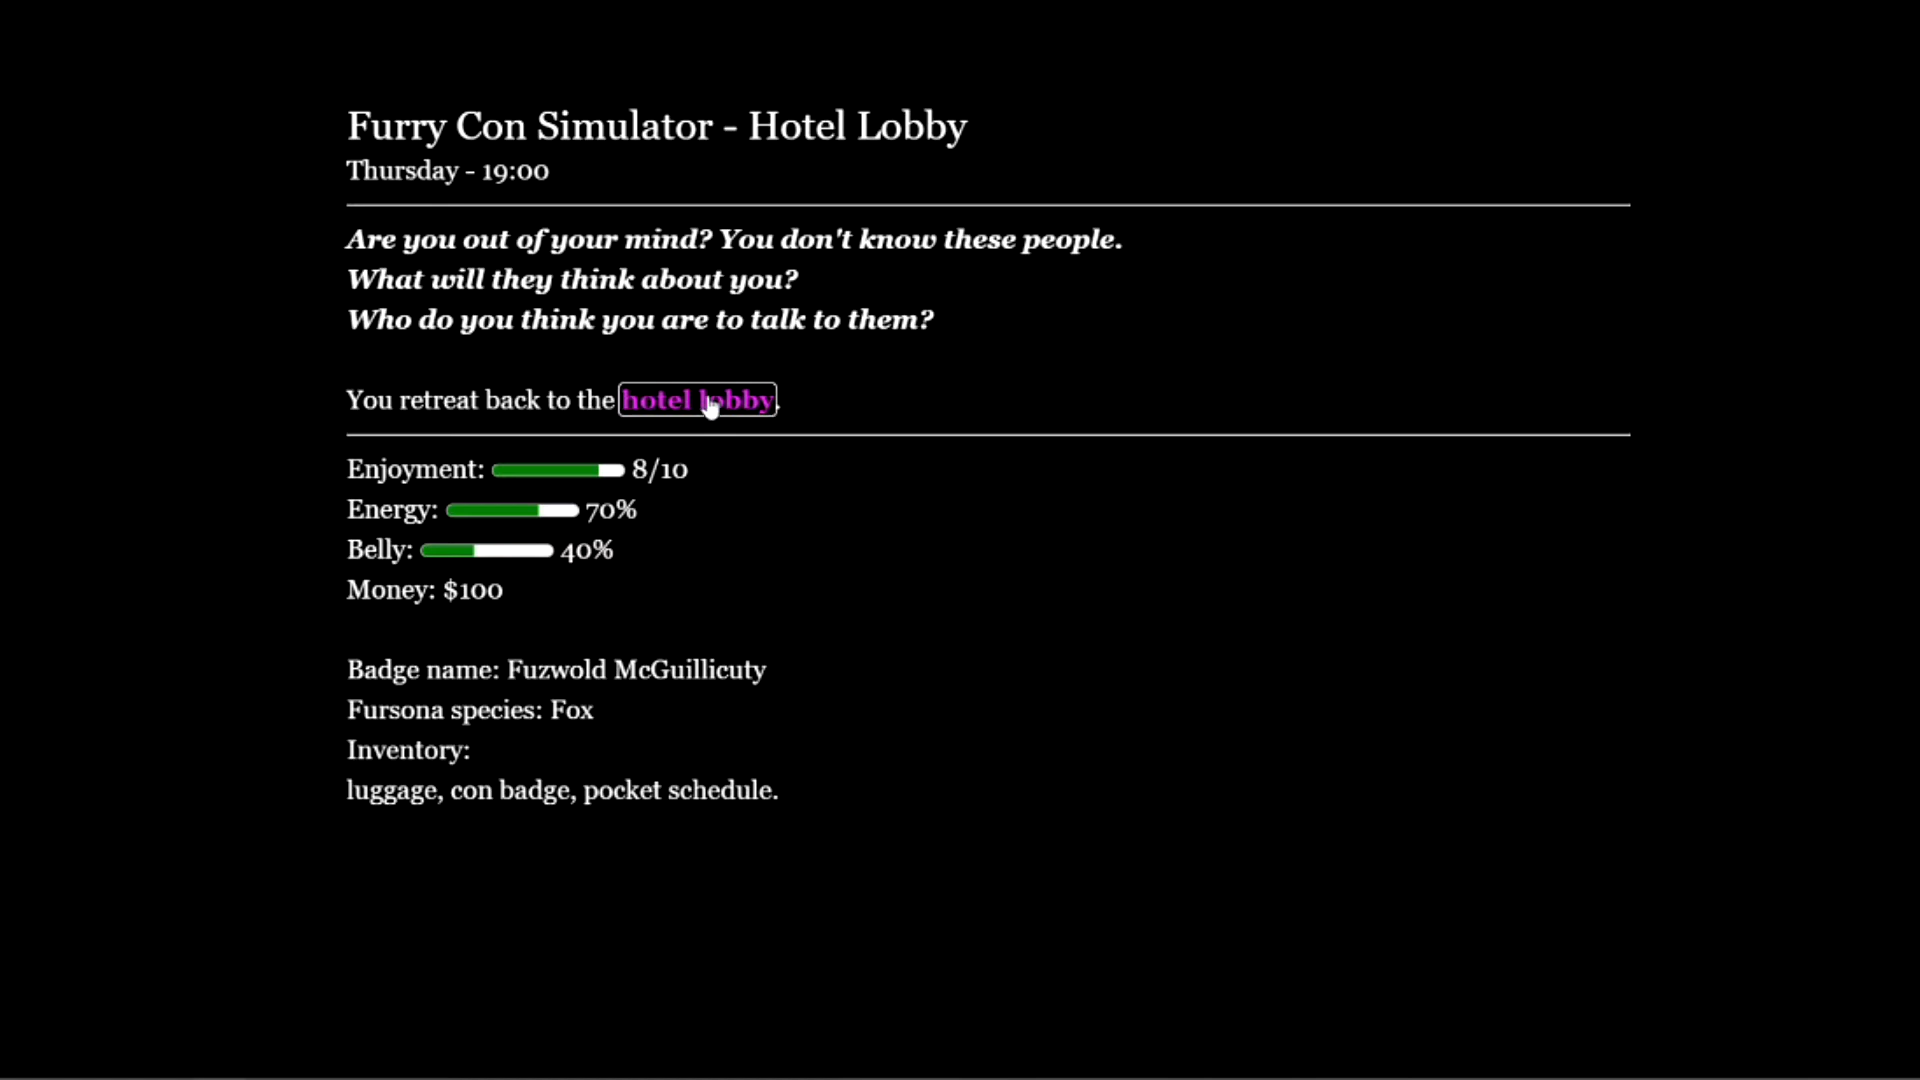 Furry Con Simulator - Hotel Lobby
Thursday - 19:00
Are you out of your mind? You don't know these people.
What will they think about you?
Who do you think you are to talk to them?
You retreat back to the hotel lobby.
Enjoyment: 8/10
Energy: 70%
Belly: 40%
Money: $100
Badge name: Fuzwold McGuillicuty
Fursona species: Fox
Inventory:
luggage, con badge, pocket schedule.